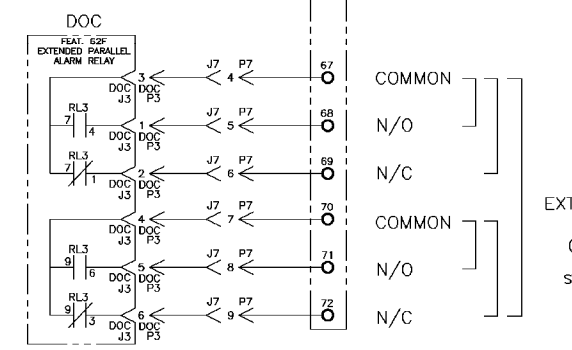 DOC
FEAT. 62F
EXTENDED PARALLEL
ALARM RELAY
3 J7 4 P7 67 COMMON
DOC J3 DOC P3
RL3 7 4 1 J7 5 P7 68 N/O
DOC J3 DOC P3
RL3 7 1 2 J7 6 P7 69 N/C
DOC J3 DOC P3
4 J7 7 P7 70 COMMON
DOC J3 DOC P3
EXT
RL3 9 6 5 J7 8 P7 71 N/O
DOC J3 DOC P3
s
RL3 9 3 6 J7 9 P7 72 N/C
DOC J3 DOC P3